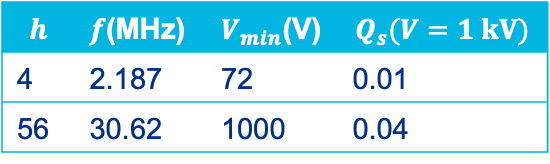 h f(MHz) Vmin(V) Qs(V = 1 kV)
4 2.187 72 0.01
56 30.62 1000 0.04